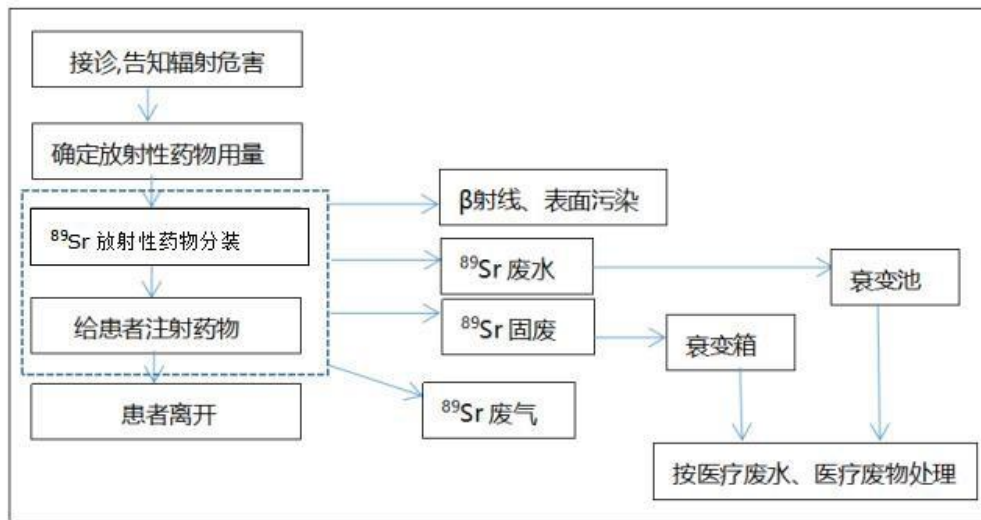 接诊,告知辐射危害
确定放射性药物用量
⁸⁹Sr 放射性药物分装
给患者注射药物
患者离开
β射线、表面污染
⁸⁹Sr 废水
⁸⁹Sr 固废
⁸⁹Sr 废气
衰变池
衰变箱
按医疗废水、医疗废物处理